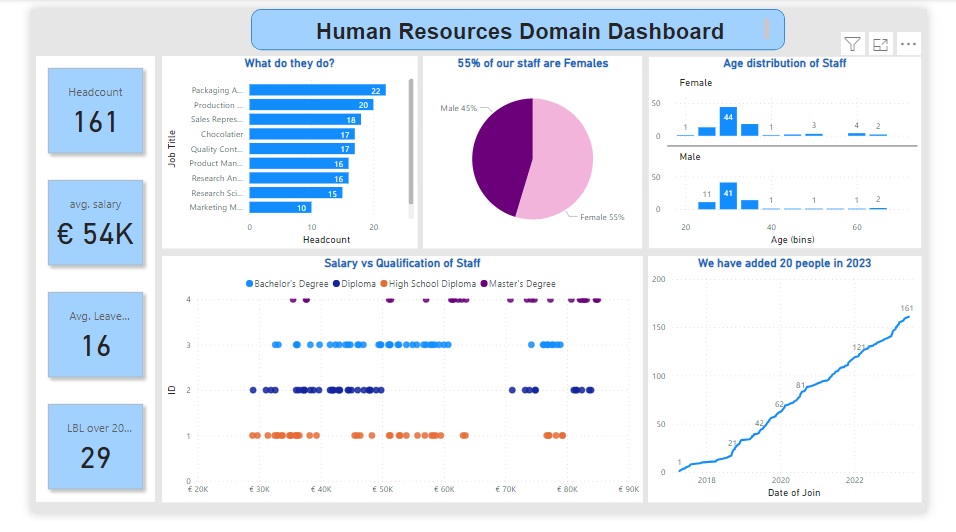 Human Resources Domain Dashboard
Headcount
161
avg. salary
€ 54K
Avg. Leave...
16
LBL over 20...
29
What do they do?
Job Title
Packaging A... 22
Production ... 20
Sales Repres... 18
Chocolatier 17
Quality Cont... 17
Product Man... 16
Research An... 16
Research Sci... 15
Marketing M... 10
0 10 20
Headcount
55% of our staff are Females
Male 45%
Female 55%
Age distribution of Staff
Female
50
0
1 44 1 3 4 2
Male
50
0
11 41 1 1 1 2
20 40 60
Age (bins)
Salary vs Qualification of Staff
Bachelor's Degree Diploma High School Diploma Master's Degree
ID
4
3
2
1
0
€ 20K € 30K € 40K € 50K € 60K € 70K € 80K € 90K
We have added 20 people in 2023
200
150
100
50
0
1 21 42 62 81 121 161
2018 2020 2022
Date of Join